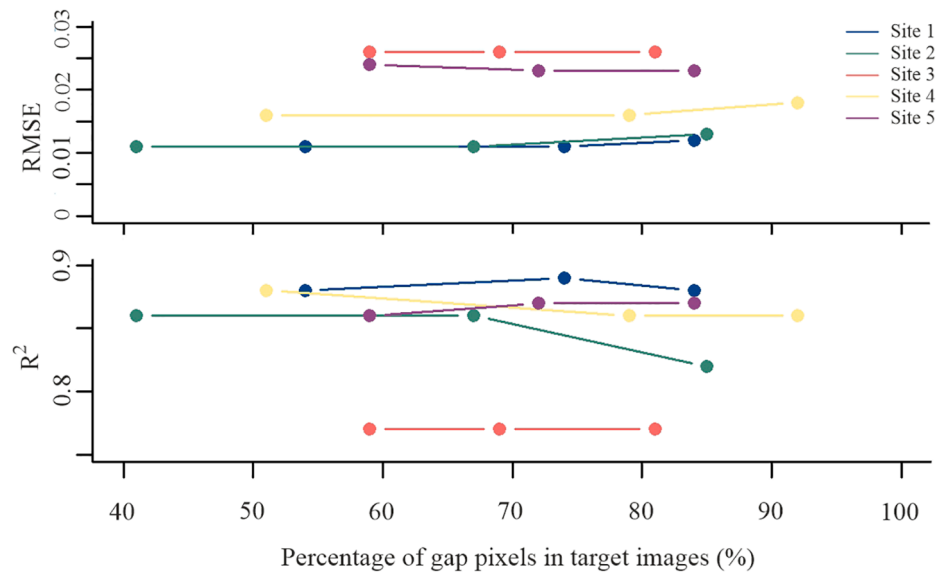 0.03
0.02
0.01
0
RMSE
Site 1
Site 2
Site 3
Site 4
Site 5
0.9
0.8
R²
40 50 60 70 80 90 100
Percentage of gap pixels in target images (%)